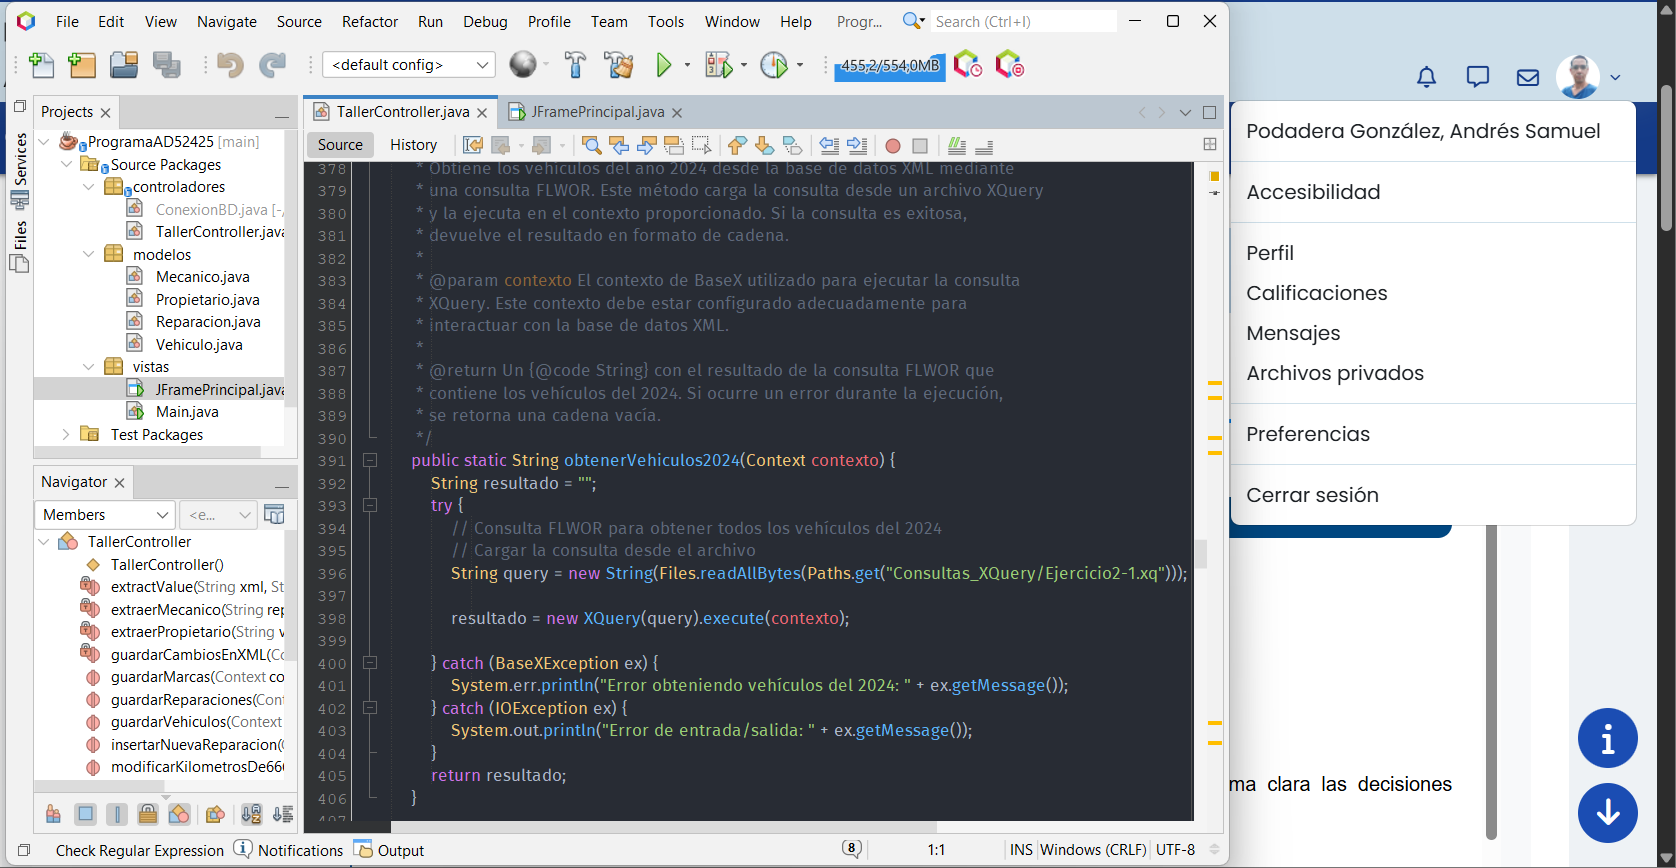 File Edit View Navigate Source Refactor Run Debug Profile Team Tools Window Help Progr... Search (Ctrl+I)
<default config>
455,2/554,0MB
Services
Files
Projects
ProgramaAD52425 [main]
Source Packages
controladores
ConexionBD.java [-/
TallerController.java
modelos
Mecanico.java
Propietario.java
Reparacion.java
Vehiculo.java
vistas
JFramePrincipal.java
Main.java
Test Packages
Navigator
Members
<e...
TallerController
TallerController()
extractValue(String xml, St
extraerMecanico(String rep
extraerPropietario(String v
guardarCambiosEnXML(Co
guardarMarcas(Context co
guardarReparaciones(Cont
guardarVehiculos(Context
insertarNuevaReparacion(C
modificarKilometrosDe666
TallerController.java JFramePrincipal.java
Source History
378 * Obtiene los vehículos del año 2024 desde la base de datos XML mediante
379 * una consulta FLWOR. Este método carga la consulta desde un archivo XQuery
380 * y la ejecuta en el contexto proporcionado. Si la consulta es exitosa,
381 * devuelve el resultado en formato de cadena.
382 *
383 * @param contexto El contexto de BaseX utilizado para ejecutar la consulta
384 * XQuery. Este contexto debe estar configurado adecuadamente para
385 * interactuar con la base de datos XML.
386 *
387 * @return Un {@code String} con el resultado de la consulta FLWOR que
388 * contiene los vehículos del 2024. Si ocurre un error durante la ejecución,
389 * se retorna una cadena vacía.
390 */
391 public static String obtenerVehiculos2024(Context contexto) {
392 String resultado = "";
393 try {
394 // Consulta FLWOR para obtener todos los vehículos del 2024
395 // Cargar la consulta desde el archivo
396 String query = new String(Files.readAllBytes(Paths.get("Consultas_XQuery/Ejercicio2-1.xq")));
397
398 resultado = new XQuery(query).execute(contexto);
399
400 } catch (BaseXException ex) {
401 System.err.println("Error obteniendo vehículos del 2024: " + ex.getMessage());
402 } catch (IOException ex) {
403 System.out.println("Error de entrada/salida: " + ex.getMessage());
404 }
405 return resultado;
406 }
407
Check Regular Expression Notifications Output 8 1:1 INS Windows (CRLF) UTF-8
Podadera González, Andrés Samuel
Accesibilidad
Perfil
Calificaciones
Mensajes
Archivos privados
Preferencias
Cerrar sesión
ma clara las decisiones